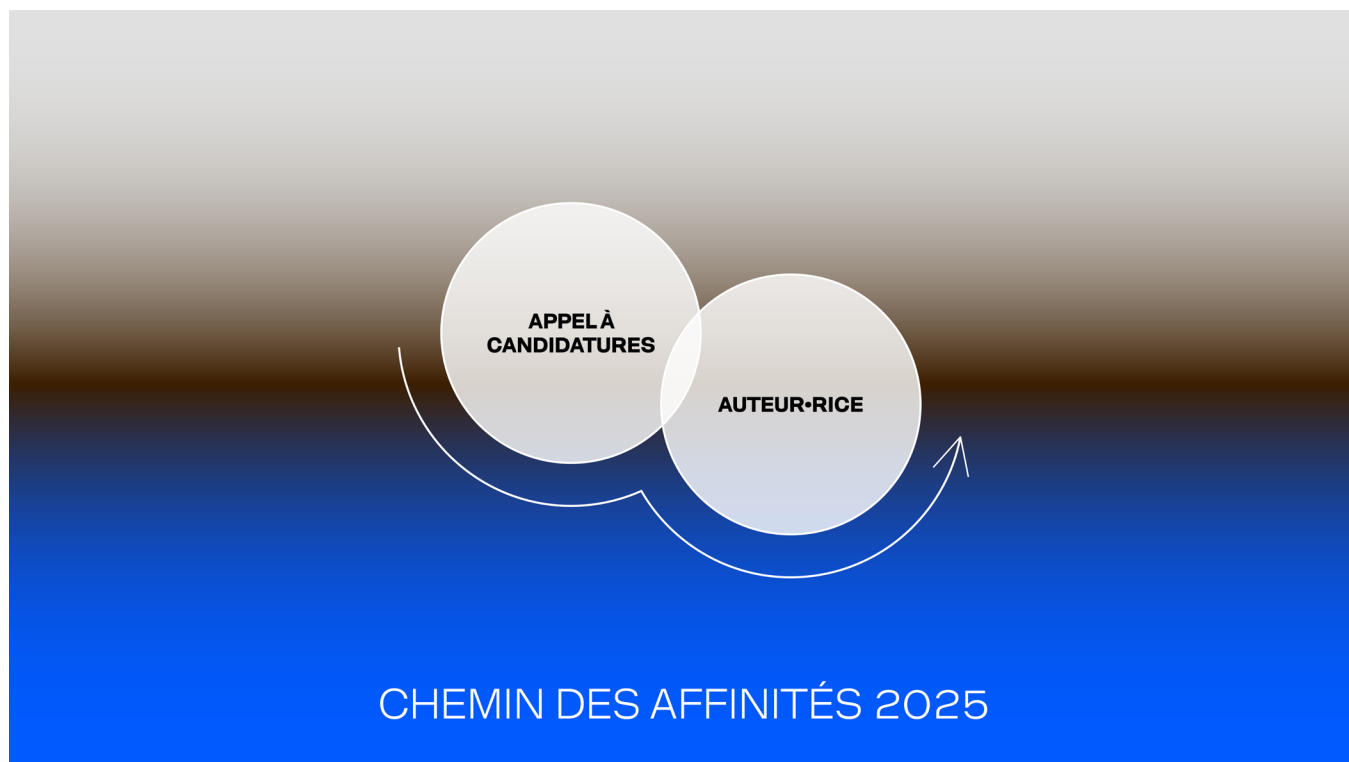 APPEL À
CANDIDATURES
AUTEUR•RICE
CHEMIN DES AFFINITÉS 2025